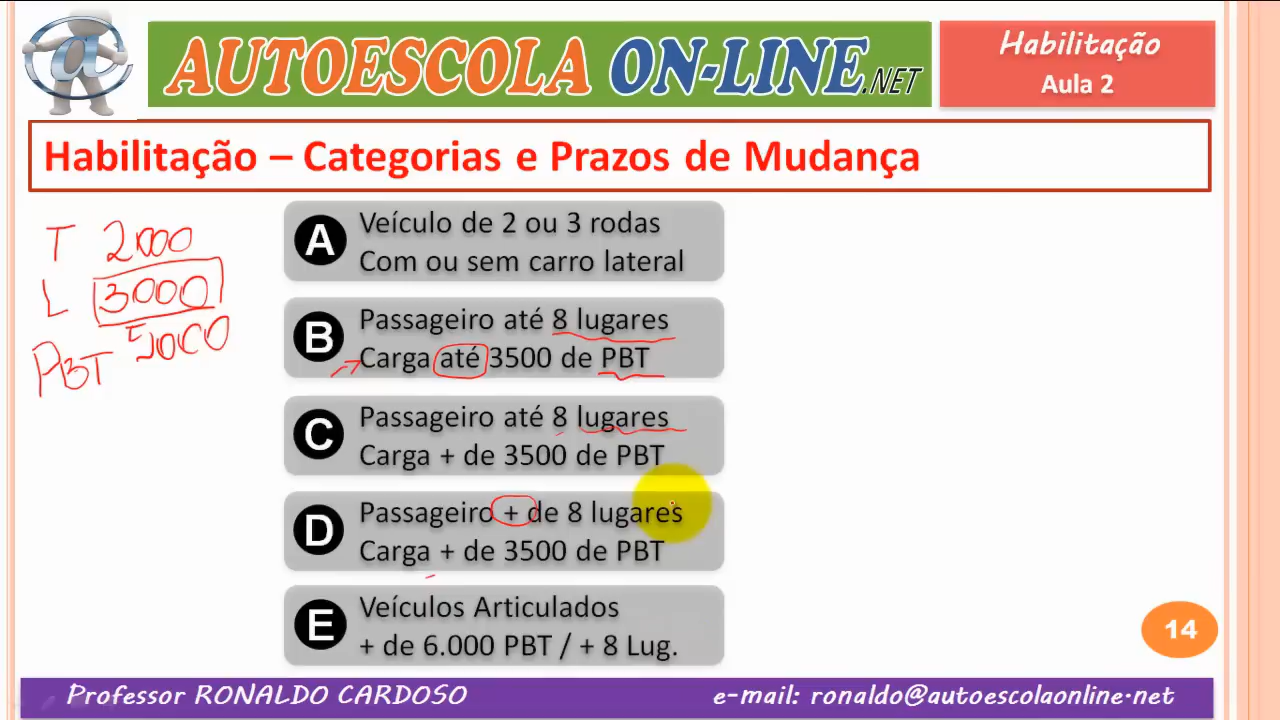 @
AUTOESCOLA ON-LINE.NET
Habilitação
Aula 2
Habilitação – Categorias e Prazos de Mudança
T 2000
L 3000
PBT 5000
A
Veículo de 2 ou 3 rodas
Com ou sem carro lateral
B
Passageiro até 8 lugares
Carga até 3500 de PBT
C
Passageiro até 8 lugares
Carga + de 3500 de PBT
D
Passageiro + de 8 lugares
Carga + de 3500 de PBT
E
Veículos Articulados
+ de 6.000 PBT / + 8 Lug.
14
Professor RONALDO CARDOSO
e-mail: ronaldo@autoescolaonline.net